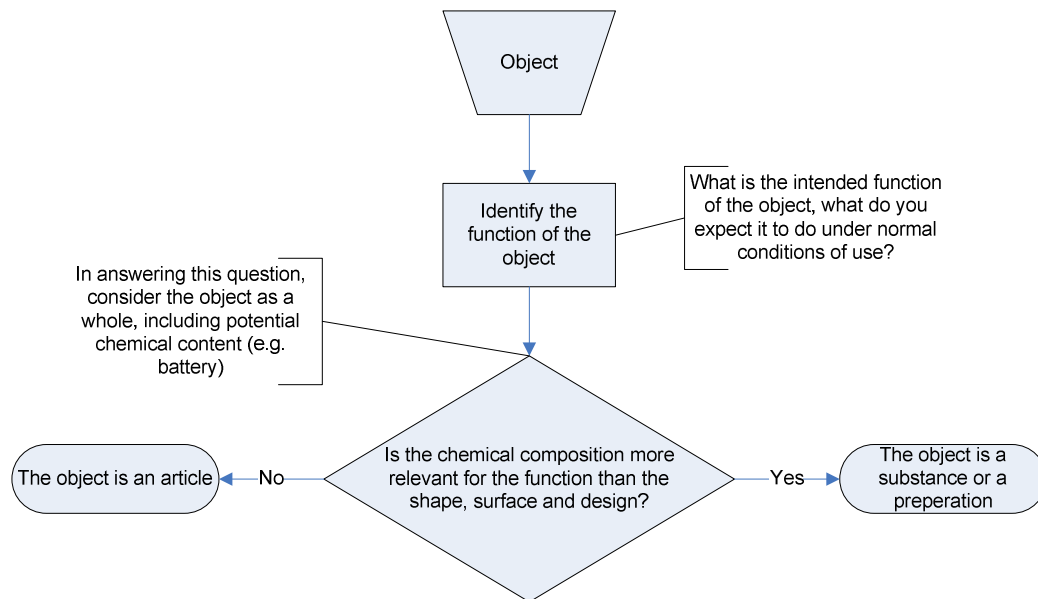 Object
Identify the
function of the
object
What is the intended function
of the object, what do you
expect it to do under normal
conditions of use?
In answering this question,
consider the object as a
whole, including potential
chemical content (e.g.
battery)
Is the chemical composition more
relevant for the function than the
shape, surface and design?
No
The object is an article
Yes
The object is a
substance or a
preperation